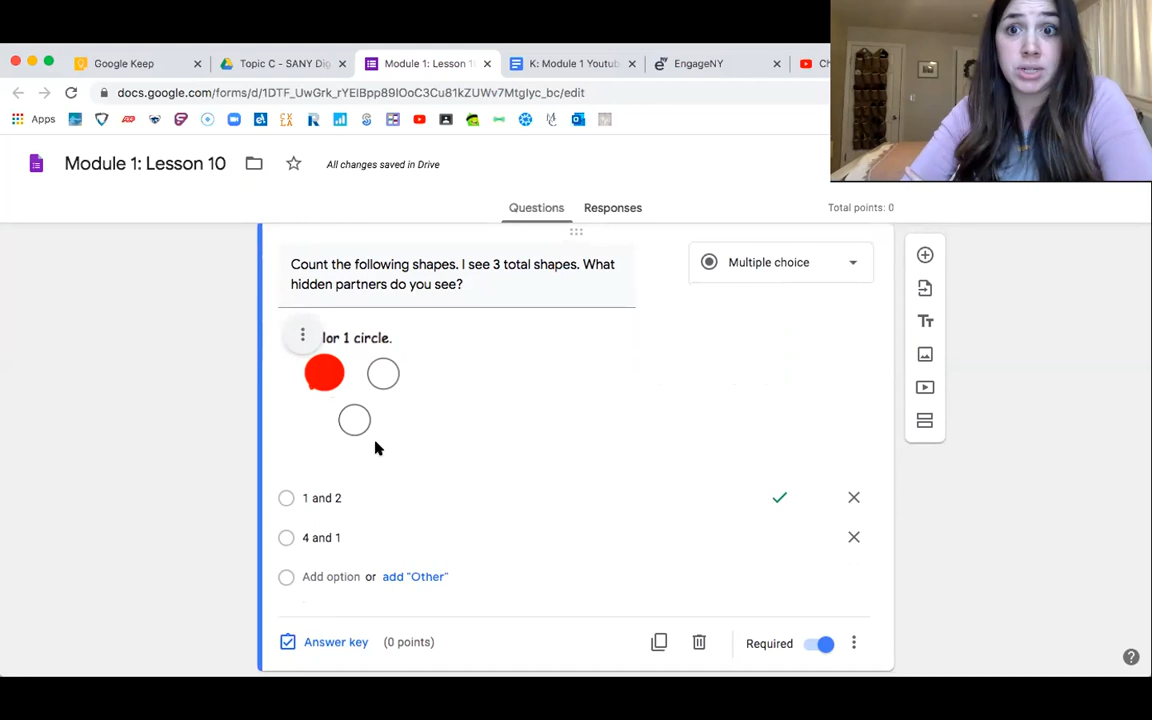 Google Keep
Topic C - SANY Dig
Module 1: Lesson 1
K: Module 1 Youtub
EngageNY
Ch
docs.google.com/forms/d/1DTF_UwGrk_rYElBpp89IOoC3Cu81kZUWv7Mtglyc_bc/edit
Apps
Module 1: Lesson 10
All changes saved in Drive
Questions
Responses
Total points: 0
Count the following shapes. I see 3 total shapes. What
hidden partners do you see?
Multiple choice
lor 1 circle.
1 and 2
4 and 1
Add option or add "Other"
Answer key (0 points)
Required